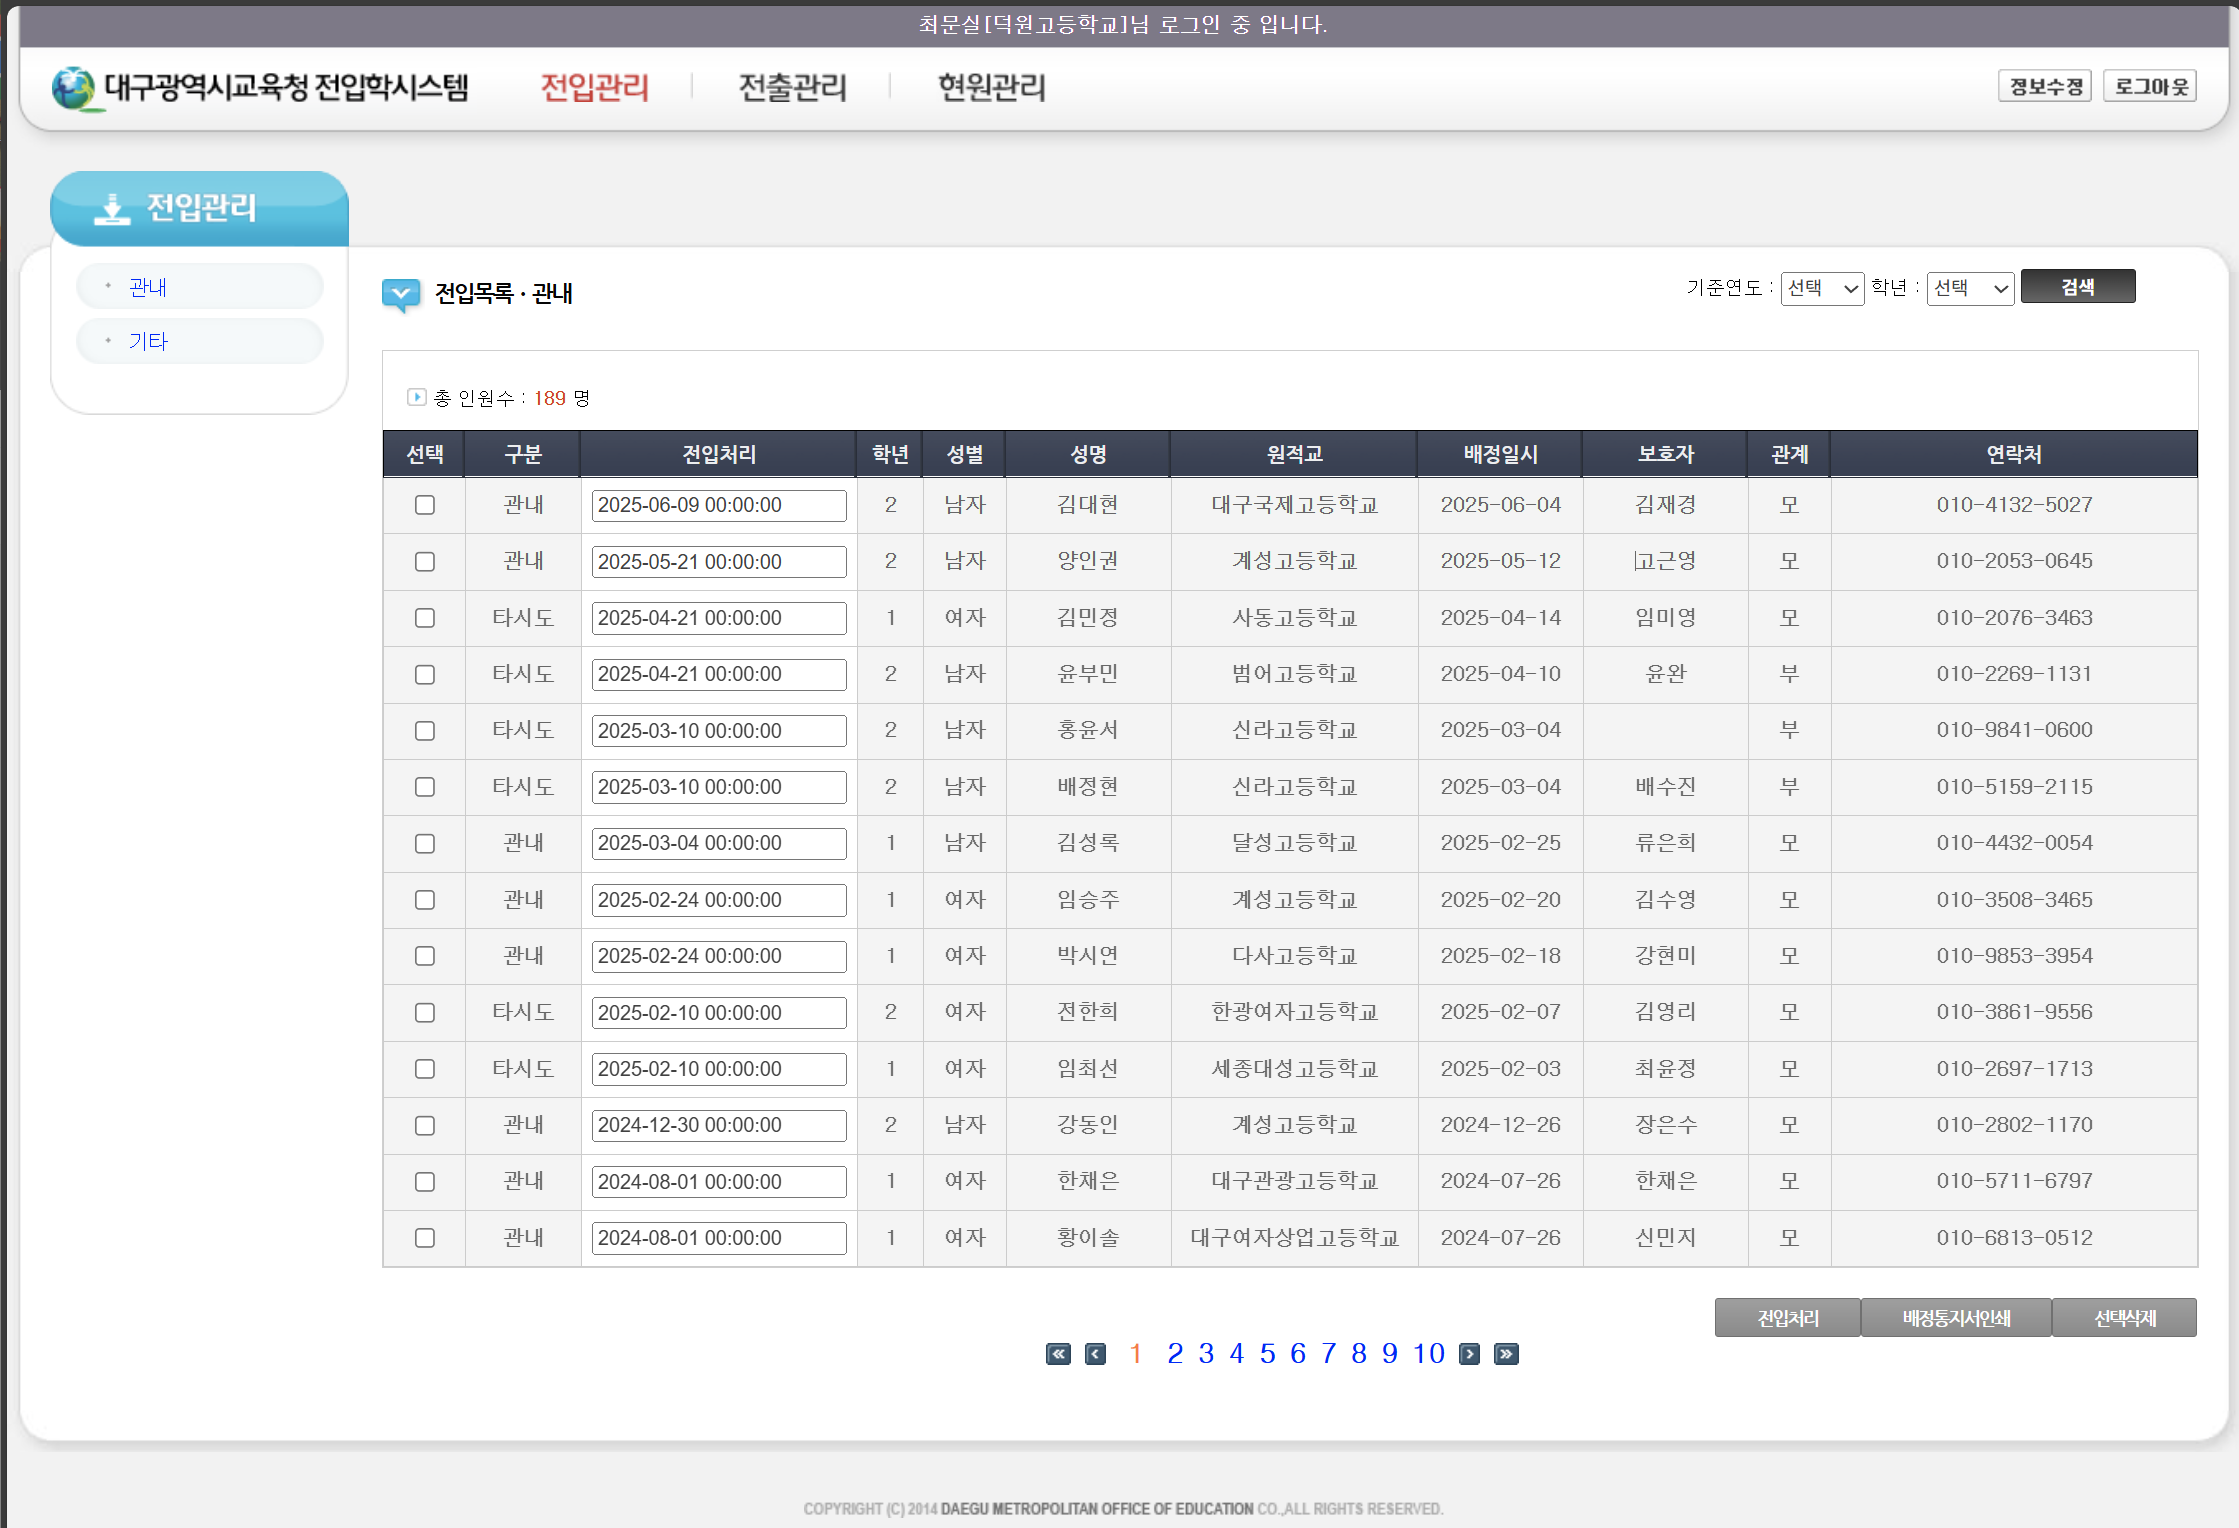 최문실[덕원고등학교]님 로그인 중 입니다.
대구광역시교육청 전입학시스템 전입관리 전출관리 현원관리 정보수정 로그아웃
전입관리
관내
기타
전입목록 · 관내 기준연도 : 선택 학년 : 선택 검색
총 인원수 : 189 명
선택 구분 전입처리 학년 성별 성명 원적교 배정일시 보호자 관계 연락처
관내 2025-06-09 00:00:00 2 남자 김대현 대구국제고등학교 2025-06-04 김재경 모 010-4132-5027
관내 2025-05-21 00:00:00 2 남자 양인권 계성고등학교 2025-05-12 고근영 모 010-2053-0645
타시도 2025-04-21 00:00:00 1 여자 김민정 사동고등학교 2025-04-14 임미영 모 010-2076-3463
타시도 2025-04-21 00:00:00 2 남자 윤부민 범어고등학교 2025-04-10 윤완 부 010-2269-1131
타시도 2025-03-10 00:00:00 2 남자 홍윤서 신라고등학교 2025-03-04 부 010-9841-0600
타시도 2025-03-10 00:00:00 2 남자 배정현 신라고등학교 2025-03-04 배수진 부 010-5159-2115
관내 2025-03-04 00:00:00 1 남자 김성록 달성고등학교 2025-02-25 류은희 모 010-4432-0054
관내 2025-02-24 00:00:00 1 여자 임승주 계성고등학교 2025-02-20 김수영 모 010-3508-3465
관내 2025-02-24 00:00:00 1 여자 박시연 다사고등학교 2025-02-18 강현미 모 010-9853-3954
타시도 2025-02-10 00:00:00 2 여자 전한희 한광여자고등학교 2025-02-07 김영리 모 010-3861-9556
타시도 2025-02-10 00:00:00 1 여자 임최선 세종대성고등학교 2025-02-03 최윤정 모 010-2697-1713
관내 2024-12-30 00:00:00 2 남자 강동인 계성고등학교 2024-12-26 장은수 모 010-2802-1170
관내 2024-08-01 00:00:00 1 여자 한채은 대구관광고등학교 2024-07-26 한채은 모 010-5711-6797
관내 2024-08-01 00:00:00 1 여자 황이솔 대구여자상업고등학교 2024-07-26 신민지 모 010-6813-0512
전입처리 배정통지서인쇄 선택삭제
« ‹ 1 2 3 4 5 6 7 8 9 10 › »
COPYRIGHT (C) 2014 DAEGU METROPOLITAN OFFICE OF EDUCATION CO.,ALL RIGHTS RESERVED.